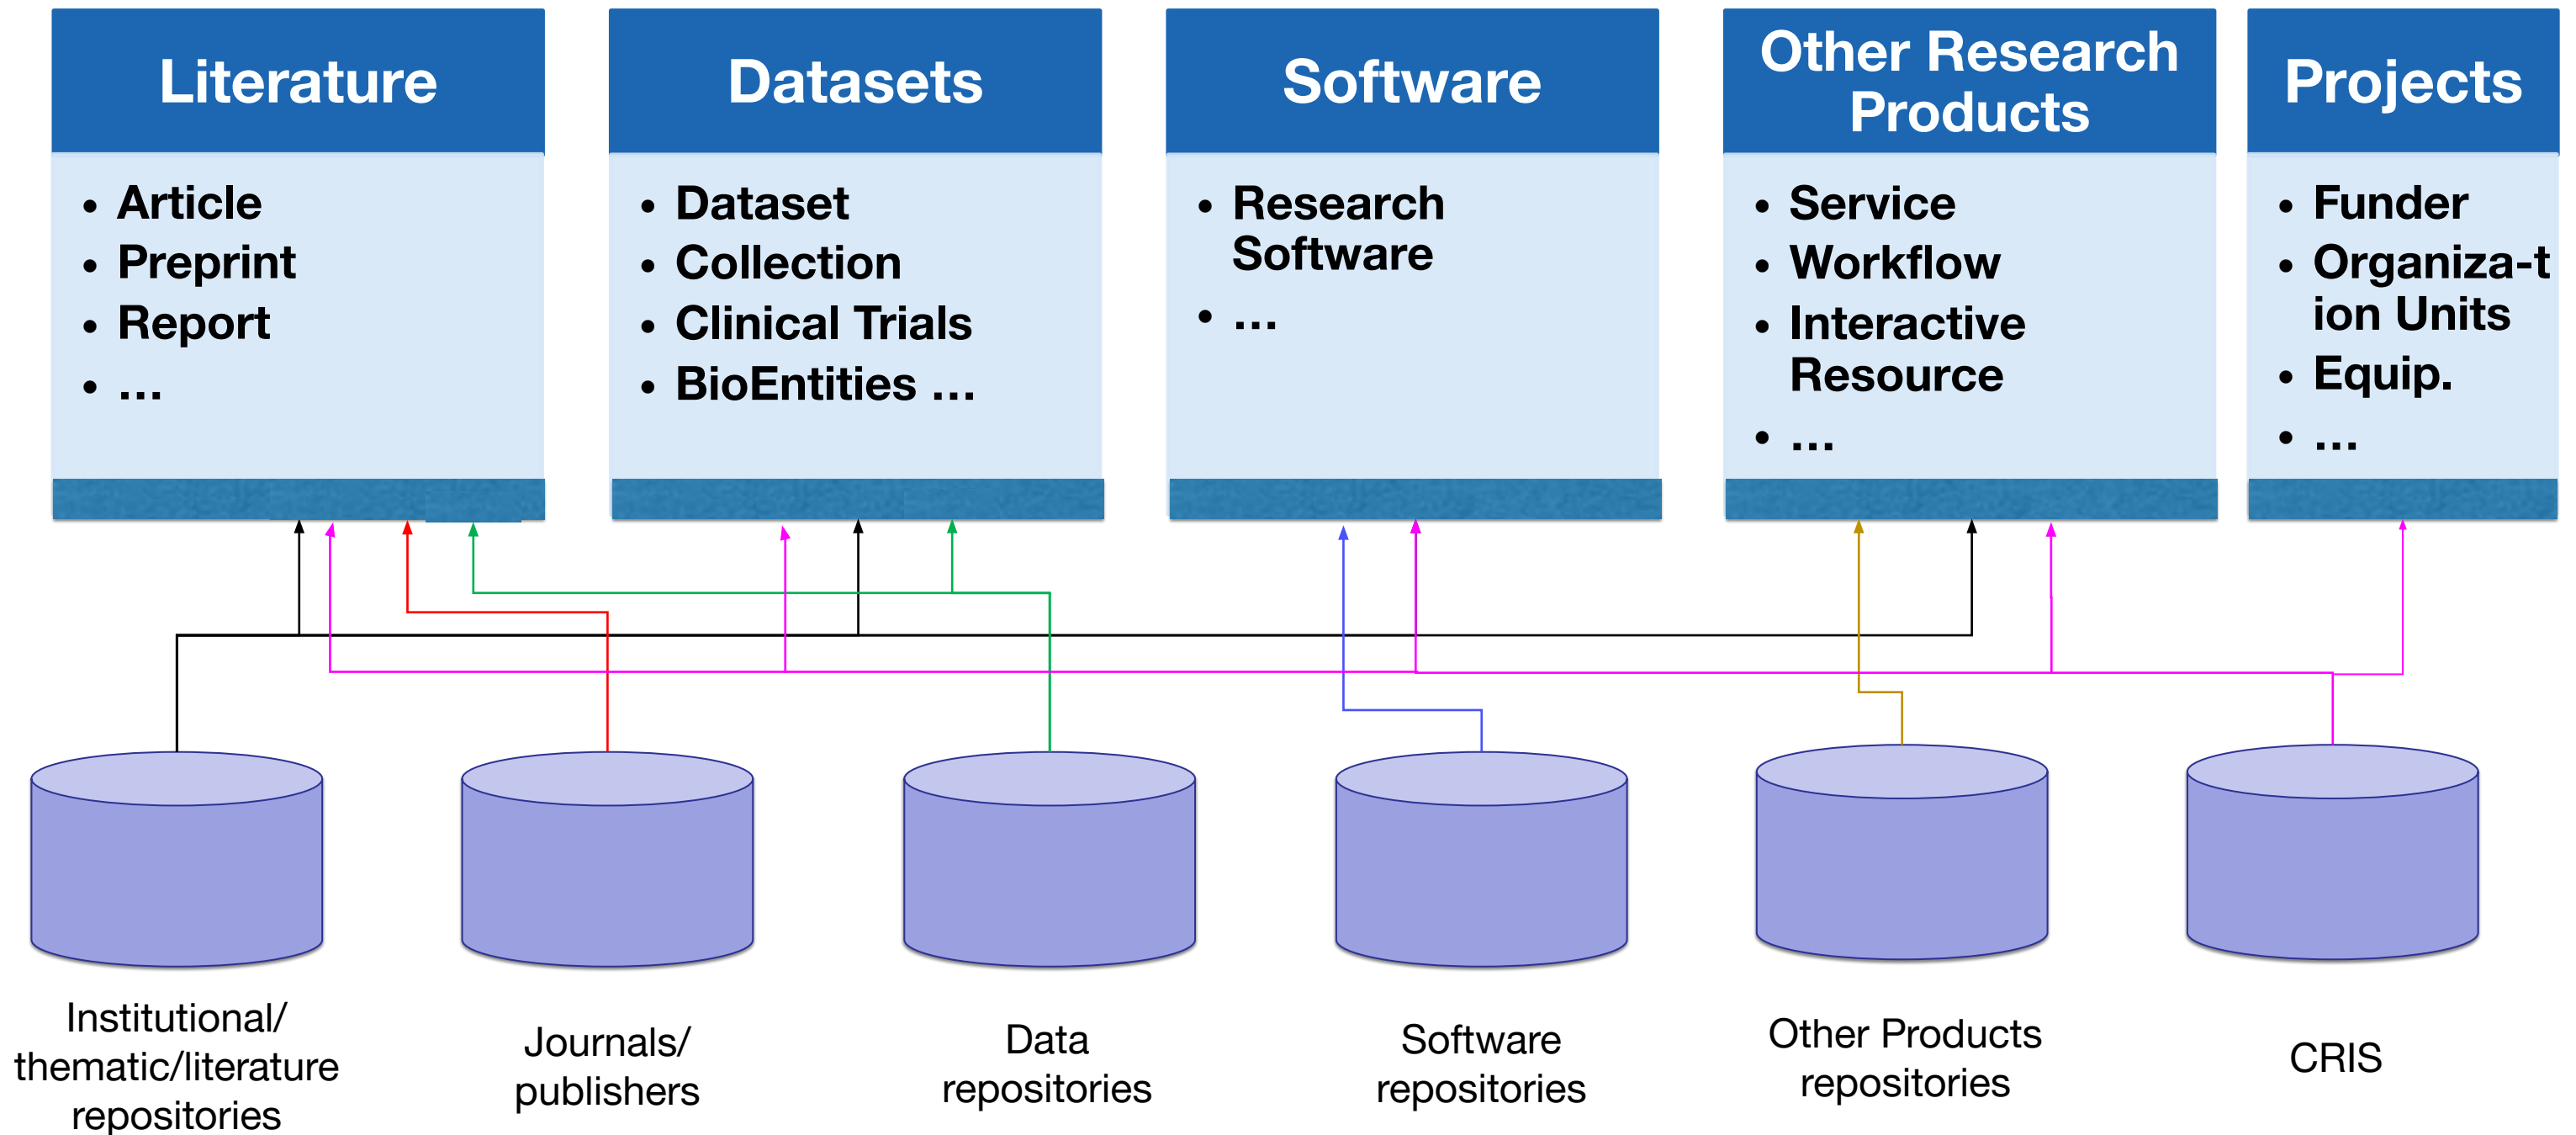 Literature
• Article
• Preprint
• Report
• ...
Datasets
• Dataset
• Collection
• Clinical Trials
• BioEntities ...
Software
• Research
Software
• ...
Other Research
Products
• Service
• Workflow
• Interactive
Resource
• ...
Projects
• Funder
• Organiza-t
ion Units
• Equip.
• ...
Institutional/
thematic/literature
repositories
Journals/
publishers
Data
repositories
Software
repositories
Other Products
repositories
CRIS